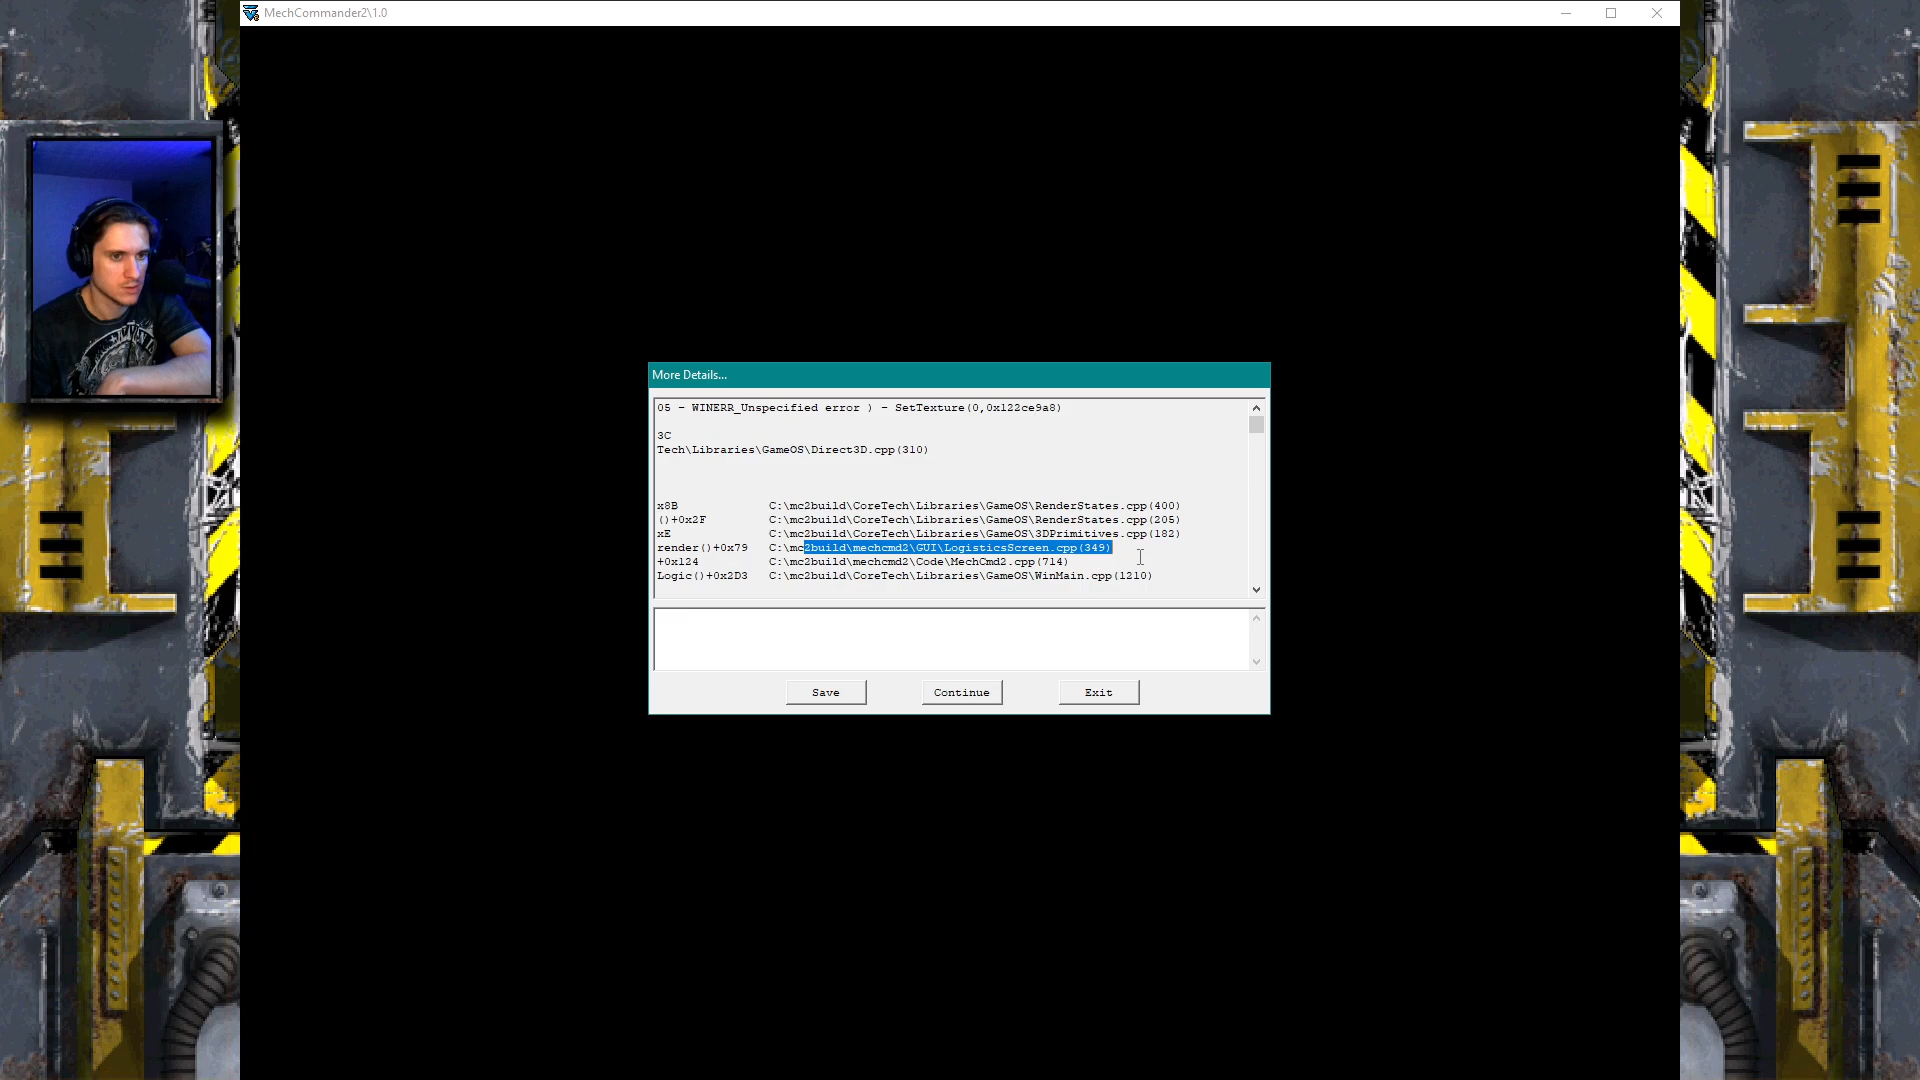 MechCommander2\1.0
More Details...
05 - WINERR_Unspecified error ) - SetTexture(0,0x122ce9a8)
3C
Tech\Libraries\GameOS\Direct3D.cpp(310)
x8B C:\mc2build\CoreTech\Libraries\GameOS\RenderStates.cpp(400)
()+0x2F C:\mc2build\CoreTech\Libraries\GameOS\RenderStates.cpp(205)
xE C:\mc2build\CoreTech\Libraries\GameOS\3DPrimitives.cpp(182)
render()+0x79 C:\mc2build\mechcmd2\GUI\LogisticsScreen.cpp(349)
+0x124 C:\mc2build\mechcmd2\Code\MechCmd2.cpp(714)
Logic()+0x2D3 C:\mc2build\CoreTech\Libraries\GameOS\WinMain.cpp(1210)
Save Continue Exit